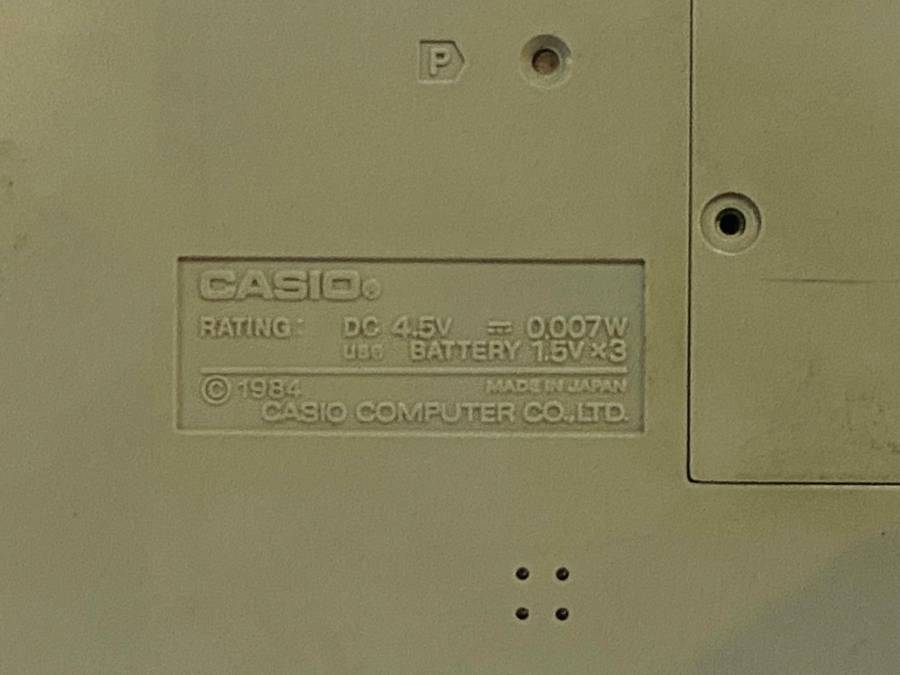 P
CASIO®
RATING: DC 4.5V ⎓ 0.007W
USE BATTERY 1.5V×3
© 1984 MADE IN JAPAN
CASIO COMPUTER CO.,LTD.